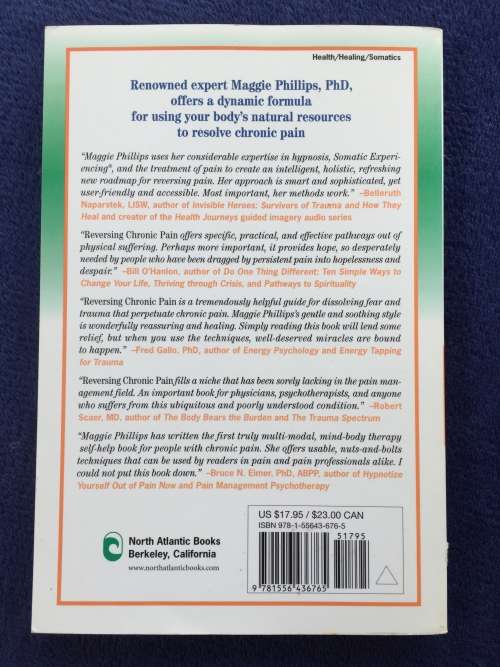 Health/Healing/Somatics
Renowned expert Maggie Phillips, PhD,
offers a dynamic formula
for using your body's natural resources
to resolve chronic pain
"Maggie Phillips uses her considerable expertise in hypnosis, Somatic Experi-
encing®, and the treatment of pain to create an intelligent, holistic, refreshing
new roadmap for reversing pain. Her approach is smart and sophisticated, yet
user-friendly and accessible. Most important, her methods work." –Belleruth
Naparstek, LISW, author of Invisible Heroes: Survivors of Trauma and How They
Heal and creator of the Health Journeys guided imagery audio series
"Reversing Chronic Pain offers specific, practical, and effective pathways out of
physical suffering. Perhaps more important, it provides hope, so desperately
needed by people who have been dragged by persistent pain into hopelessness and
despair." –Bill O'Hanlon, author of Do One Thing Different: Ten Simple Ways to
Change Your Life, Thriving through Crisis, and Pathways to Spirituality
"Reversing Chronic Pain is a tremendously helpful guide for dissolving fear and
trauma that perpetuate chronic pain. Maggie Phillips's gentle and soothing style
is wonderfully reassuring and healing. Simply reading this book will lend some
relief, but when you use the techniques, well-deserved miracles are bound
to happen." –Fred Gallo, PhD, author of Energy Psychology and Energy Tapping
for Trauma
"Reversing Chronic Pain fills a niche that has been sorely lacking in the pain man-
agement field. An important book for physicians, psychotherapists, and anyone
who suffers from this ubiquitous and poorly understood condition." –Robert
Scaer, MD, author of The Body Bears the Burden and The Trauma Spectrum
"Maggie Phillips has written the first truly multi-modal, mind-body therapy
self-help book for people with chronic pain. She offers usable, nuts-and-bolts
techniques that can be used by readers in pain and pain professionals alike. I
could not put this book down." –Bruce N. Eimer, PhD, ABPP, author of Hypnotize
Yourself Out of Pain Now and Pain Management Psychotherapy
US $17.95 / $23.00 CAN
ISBN 978-1-55643-676-5
51795
9 781556 436765
North Atlantic Books
Berkeley, California
www.northatlanticbooks.com